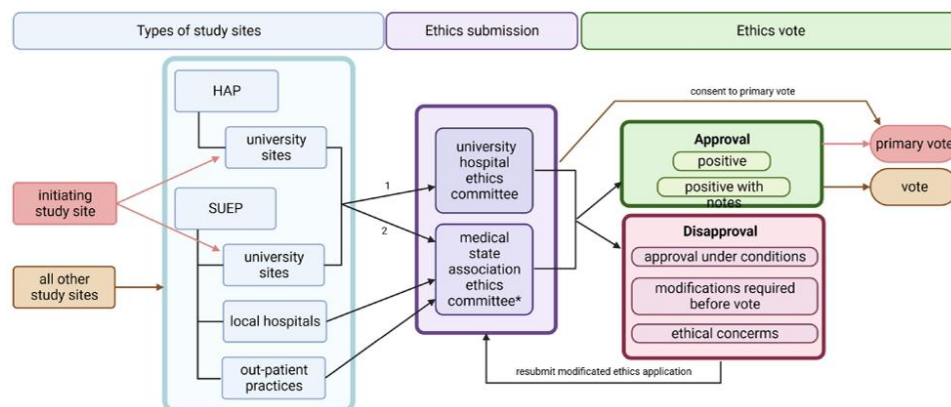 Types of study sites
Ethics submission
Ethics vote
HAP
university
sites
SUEP
university
sites
local hospitals
out-patient
practices
initiating
study site
all other
study sites
1
2
university
hospital
ethics
committee
medical
state
association
ethics
committee*
consent to primary vote
Approval
positive
positive with
notes
primary vote
vote
Disapproval
approval under conditions
modifications required
before vote
ethical concerns
resubmit modificated ethics application